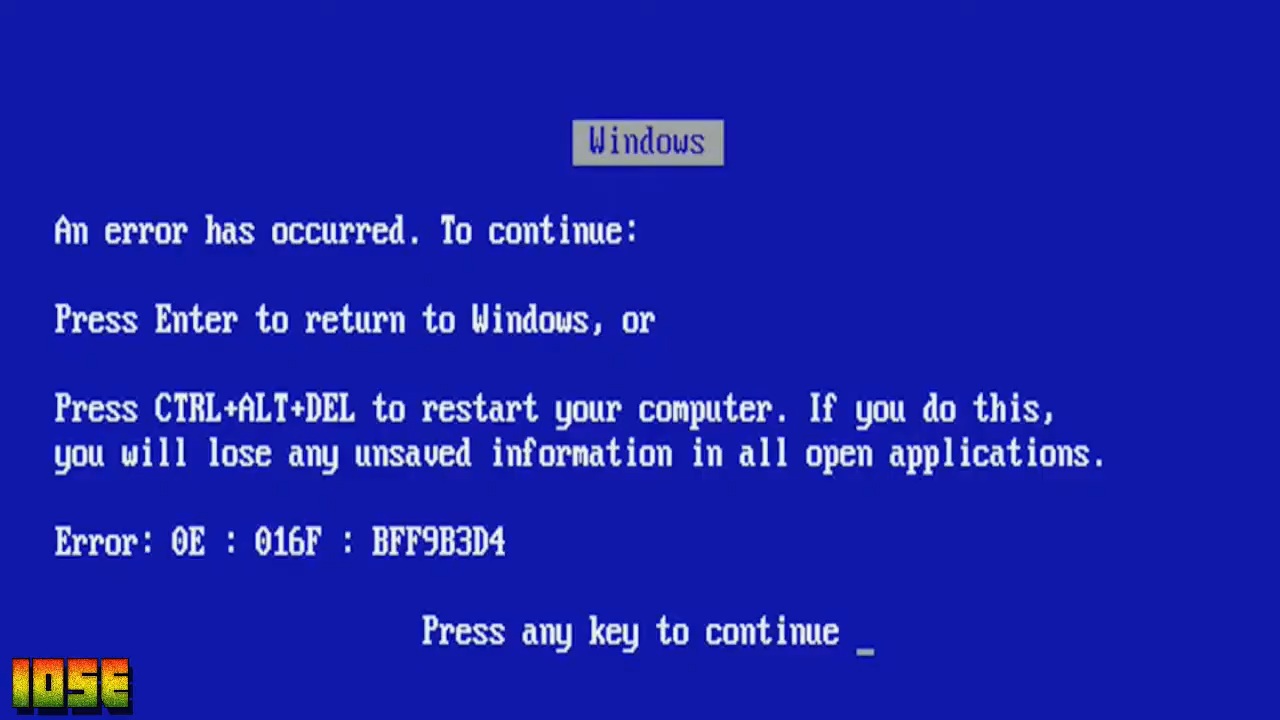 Windows
An error has occurred. To continue:
Press Enter to return to Windows, or
Press CTRL+ALT+DEL to restart your computer. If you do this,
you will lose any unsaved information in all open applications.
Error: 0E : 016F : BFF9B3D4
Press any key to continue _
IOSE